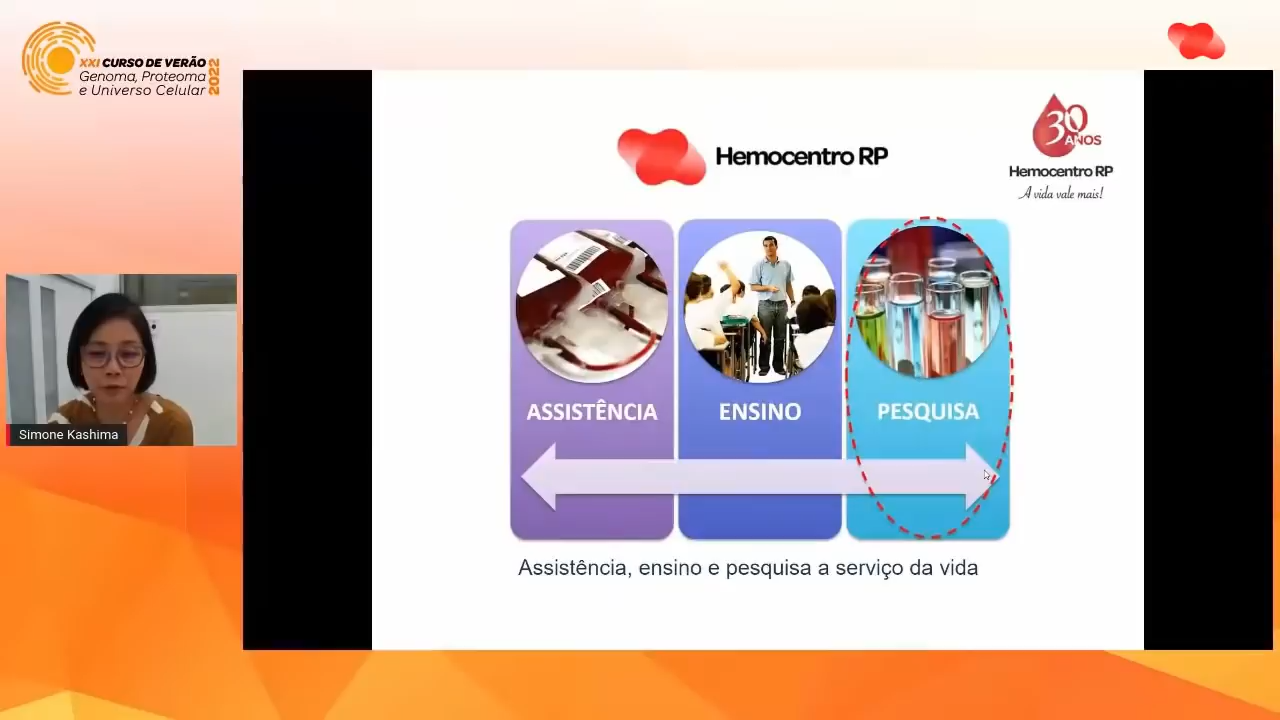 XXI CURSO DE VERÃO
Genoma, Proteoma
e Universo Celular
2022
30
ANOS
Hemocentro RP
A vida vale mais!
Hemocentro RP
ASSISTÊNCIA
ENSINO
PESQUISA
Assistência, ensino e pesquisa a serviço da vida
Simone Kashima